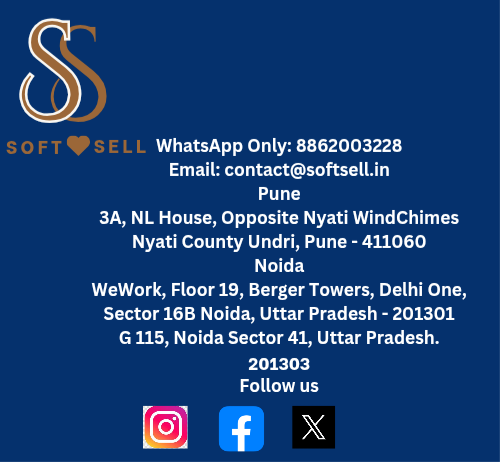 SS
SOFT SELL
WhatsApp Only: 8862003228
Email: contact@softsell.in
Pune
3A, NL House, Opposite Nyati WindChimes
Nyati County Undri, Pune - 411060
Noida
WeWork, Floor 19, Berger Towers, Delhi One,
Sector 16B Noida, Uttar Pradesh - 201301
G 115, Noida Sector 41, Uttar Pradesh.
201303
Follow us